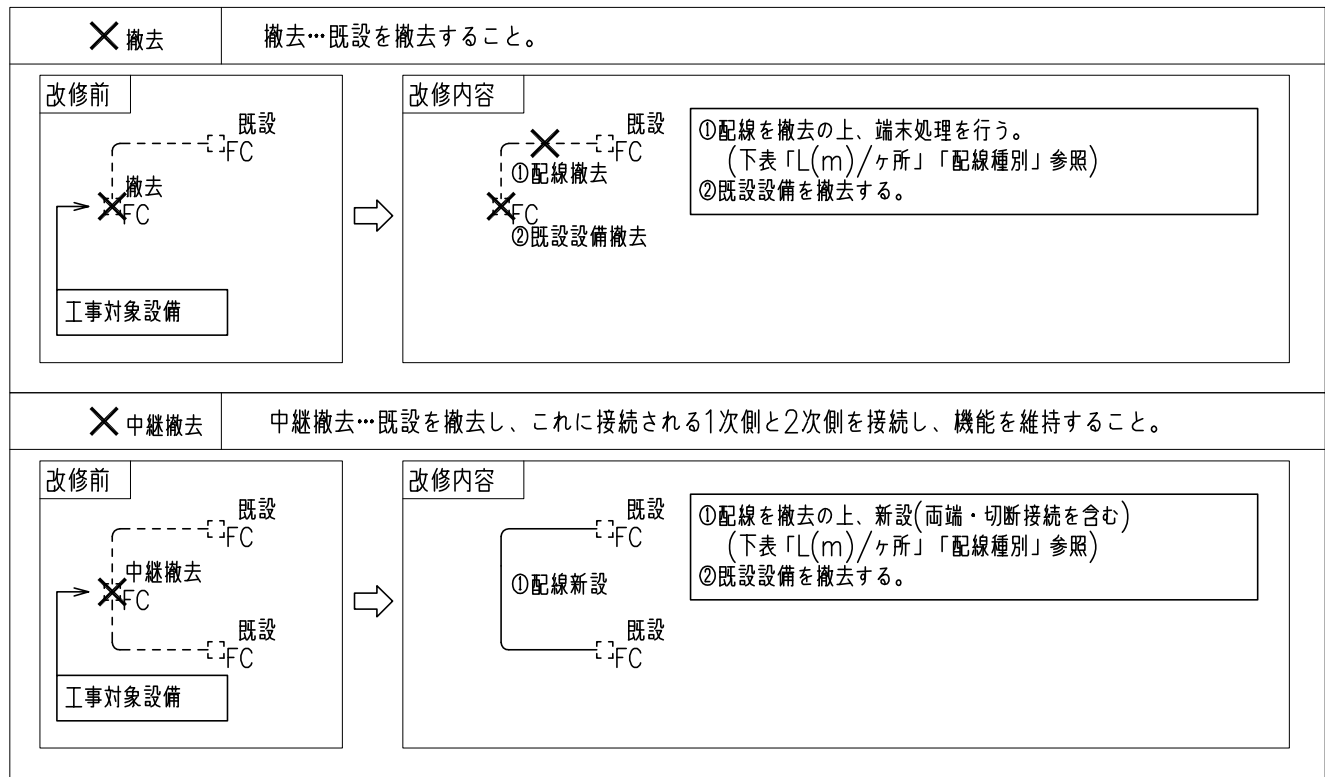 撤去
撤去…既設を撤去すること。
改修前
既設
FC
撤去
FC
工事対象設備
改修内容
既設
FC
①配線撤去
FC
②既設設備撤去
①配線を撤去の上、端末処理を行う。
(下表「L(m)/ヶ所」「配線種別」参照)
②既設設備を撤去する。
中継撤去
中継撤去…既設を撤去し、これに接続される1次側と2次側を接続し、機能を維持すること。
改修前
既設
FC
中継撤去
FC
既設
FC
工事対象設備
改修内容
既設
FC
①配線新設
既設
FC
①配線を撤去の上、新設(両端・切断接続を含む)
(下表「L(m)/ヶ所」「配線種別」参照)
②既設設備を撤去する。